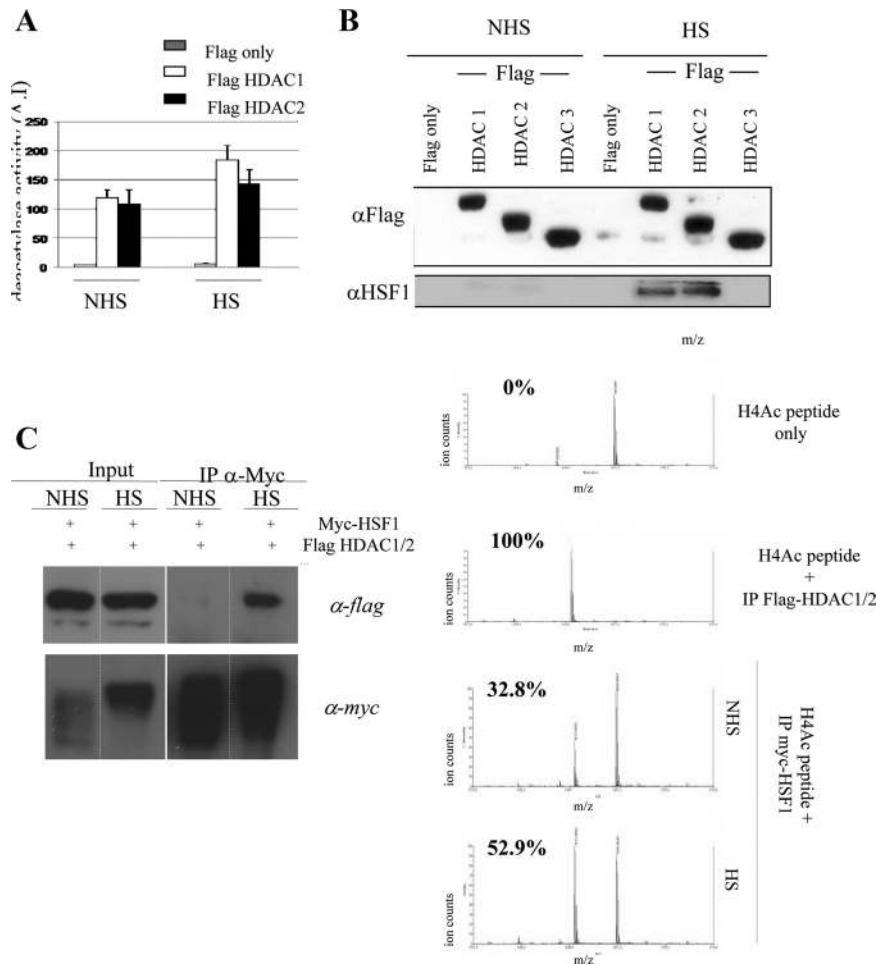 A
Flag only
Flag HDAC1
Flag HDAC2
deacetylase activity (A.I
250
200
150
100
50
0
NHS
HS
B
NHS
HS
Flag
Flag
Flag only
HDAC 1
HDAC 2
HDAC 3
Flag only
HDAC 1
HDAC 2
HDAC 3
αFlag
αHSF1
m/z
C
Input
IP α-Myc
NHS
HS
NHS
HS
+ + + + Myc-HSF1
+ + + + Flag HDAC1/2
α-flag
α-myc
0%
ion counts
m/z
H4Ac peptide
only
100%
ion counts
m/z
H4Ac peptide
+
IP Flag-HDAC1/2
32.8%
ion counts
m/z
NHS
52.9%
ion counts
m/z
HS
H4Ac peptide +
IP myc-HSF1